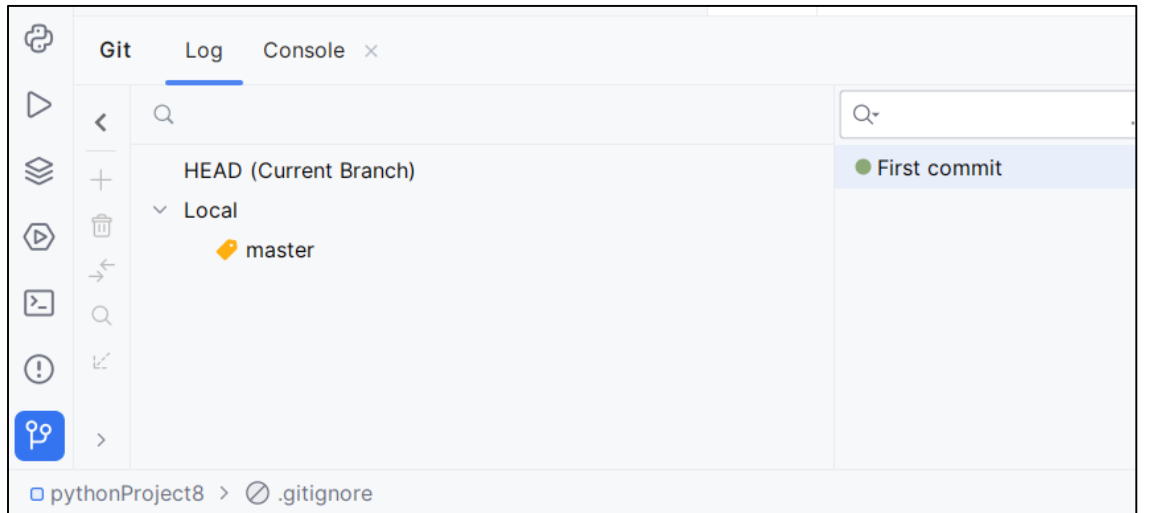 Git Log Console
HEAD (Current Branch)
Local
master
First commit
pythonProject8 > .gitignore